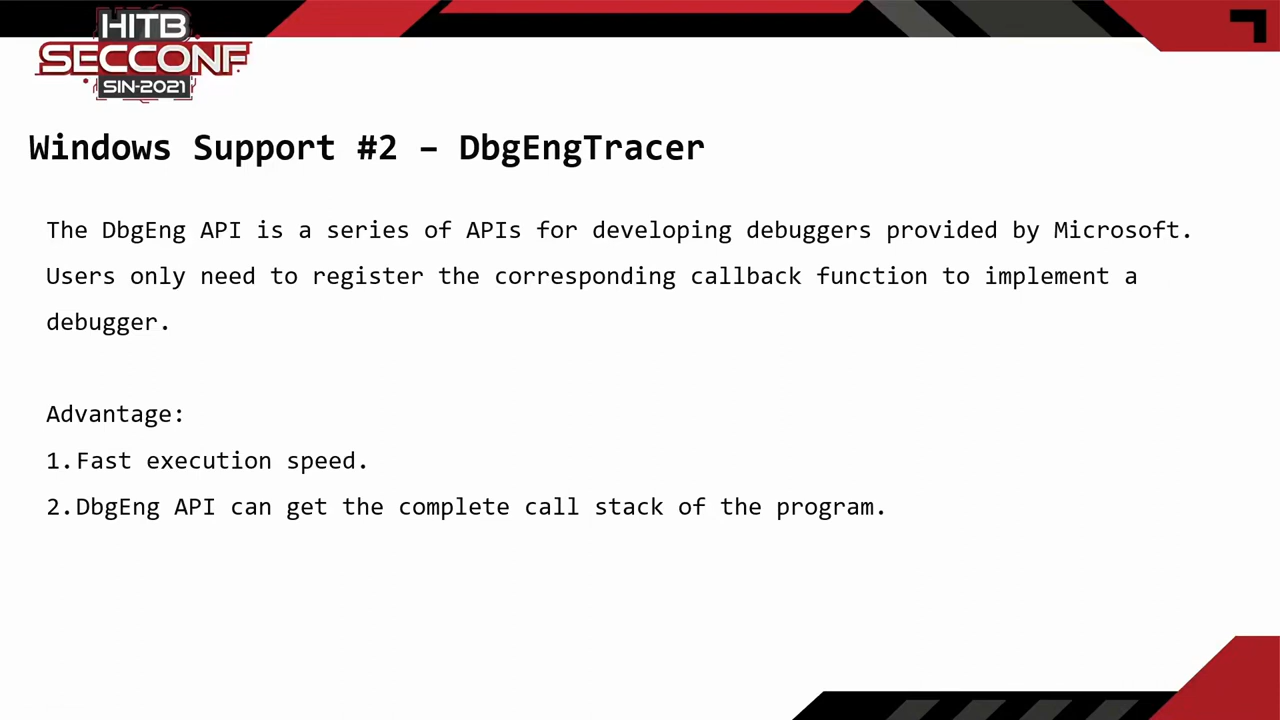 HITB
SECCONF
SIN-2021
Windows Support #2 – DbgEngTracer
The DbgEng API is a series of APIs for developing debuggers provided by Microsoft.
Users only need to register the corresponding callback function to implement a
debugger.
Advantage:
1.Fast execution speed.
2.DbgEng API can get the complete call stack of the program.